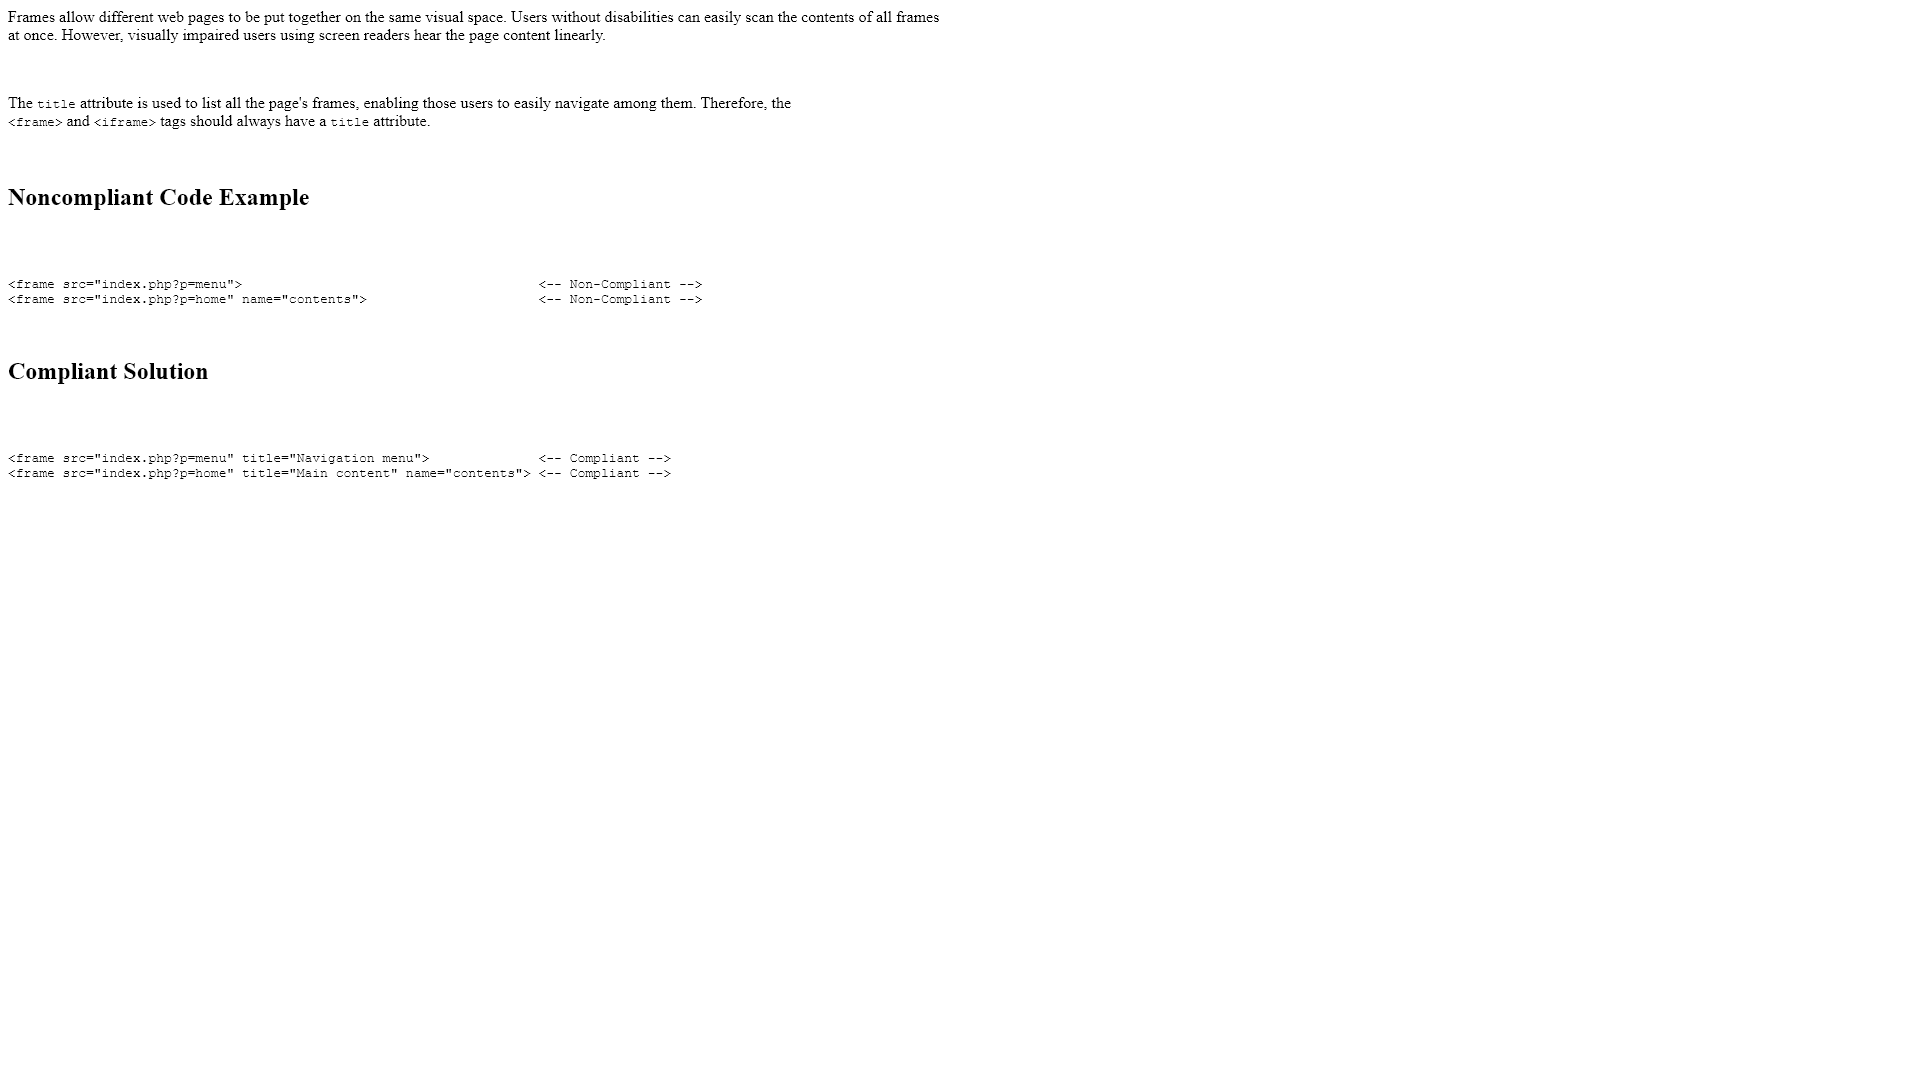 Frames allow different web pages to be put together on the same visual space. Users without disabilities can easily scan the contents of all frames
at once. However, visually impaired users using screen readers hear the page content linearly.
The title attribute is used to list all the page's frames, enabling those users to easily navigate among them. Therefore, the
<frame> and <iframe> tags should always have a title attribute.
Noncompliant Code Example
<frame src="index.php?p=menu">                                      <-- Non-Compliant -->
<frame src="index.php?p=home" name="contents">                      <-- Non-Compliant -->
Compliant Solution
<frame src="index.php?p=menu" title="Navigation menu">              <-- Compliant -->
<frame src="index.php?p=home" title="Main content" name="contents"> <-- Compliant -->